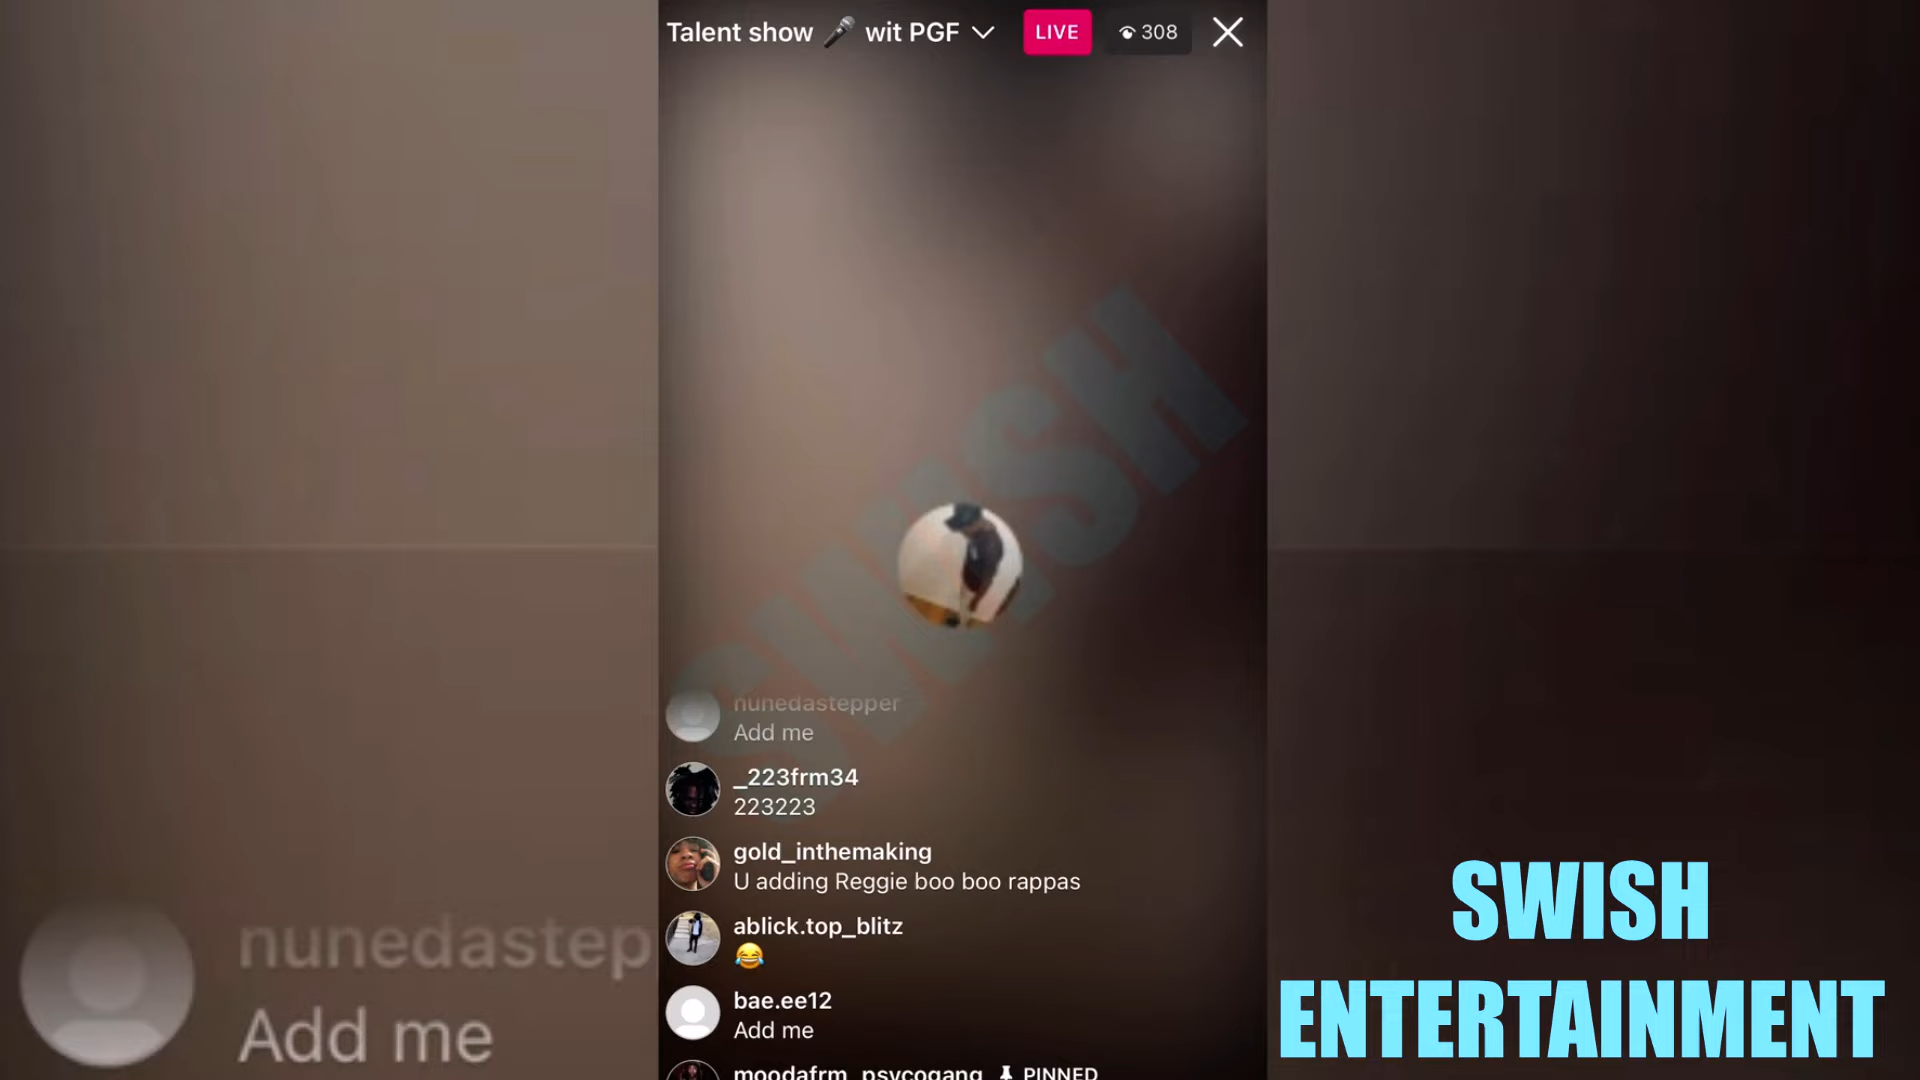 Talent show 🎤 wit PGF
LIVE
308
SWISH
nunedastepper
Add me
_223frm34
223223
gold_inthemaking
U adding Reggie boo boo rappas
ablick.top_blitz
😂
bae.ee12
Add me
moodafrm_psycogang PINNED
nunedastep
Add me
SWISH
ENTERTAINMENT